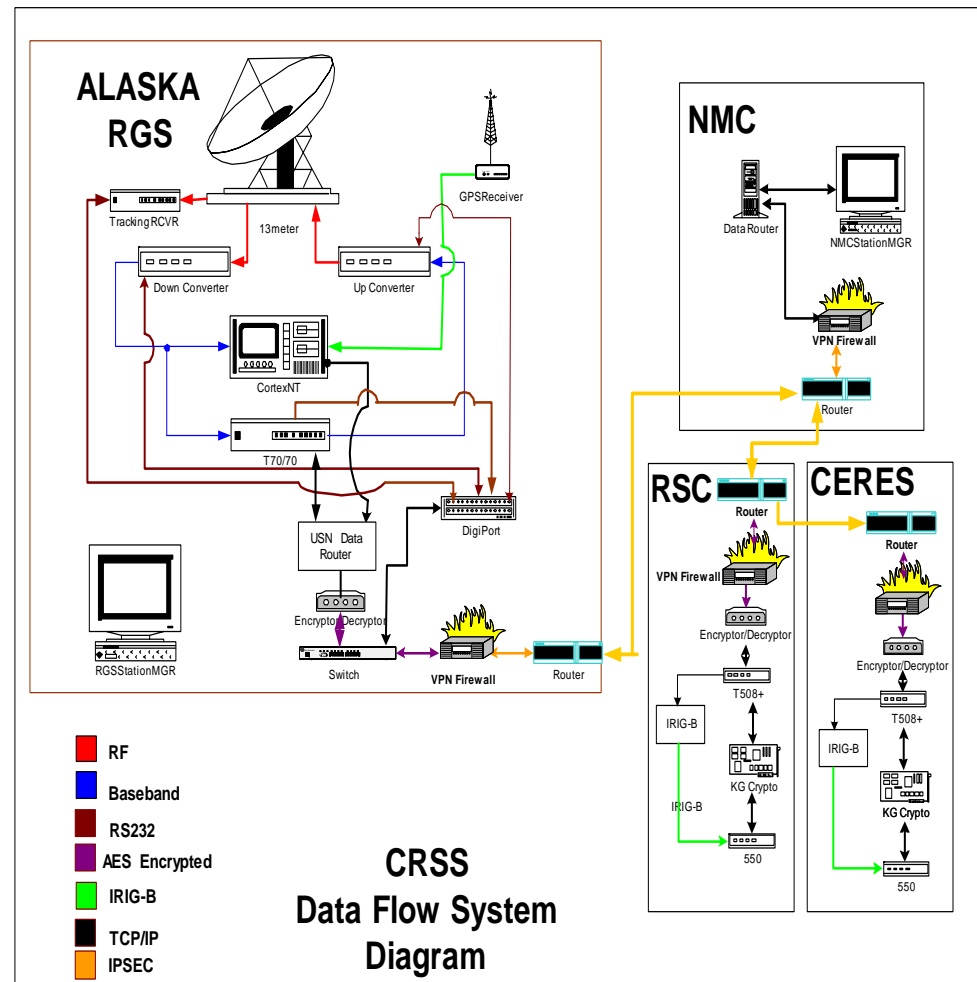 ALASKA
RGS
GPSReceiver
TrackingRCVR
13meter
Down Converter
Up Converter
CortexNT
T70/70
USN Data
Router
DigiPort
Encryptor/Decryptor
RGSStationMGR
Switch
VPN Firewall
Router
NMC
DataRouter
NMCStationMGR
VPN Firewall
Router
RSC
Router
VPN Firewall
Encryptor/Decryptor
T508+
IRIG-B
KG Crypto
IRIG-B
550
CERES
Router
Encryptor/Decryptor
T508+
IRIG-B
KG Crypto
550
RF
Baseband
RS232
AES Encrypted
IRIG-B
TCP/IP
IPSEC
CRSS
Data Flow System
Diagram